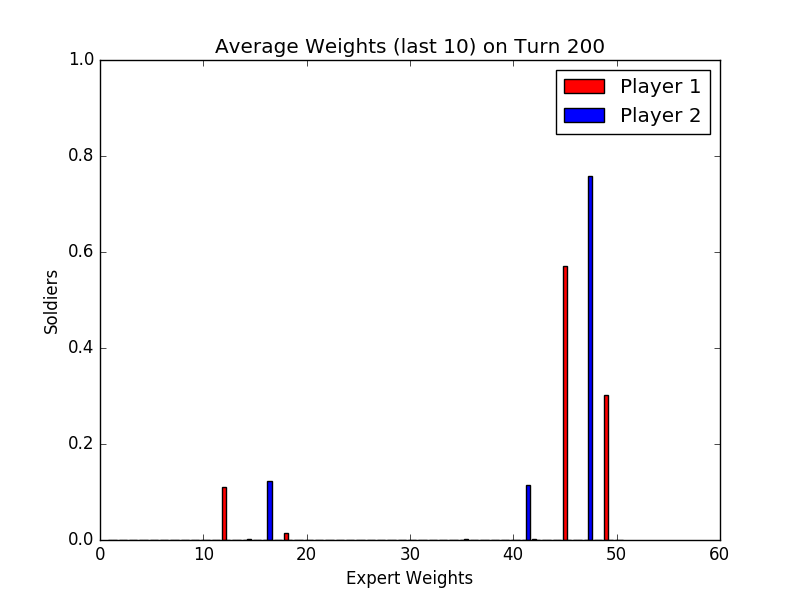 Average Weights (last 10) on Turn 200
1.0
Player 1
Player 2
0.8
0.6
Soldiers
0.4
0.2
0.0
0 10 20 30 40 50 60
Expert Weights